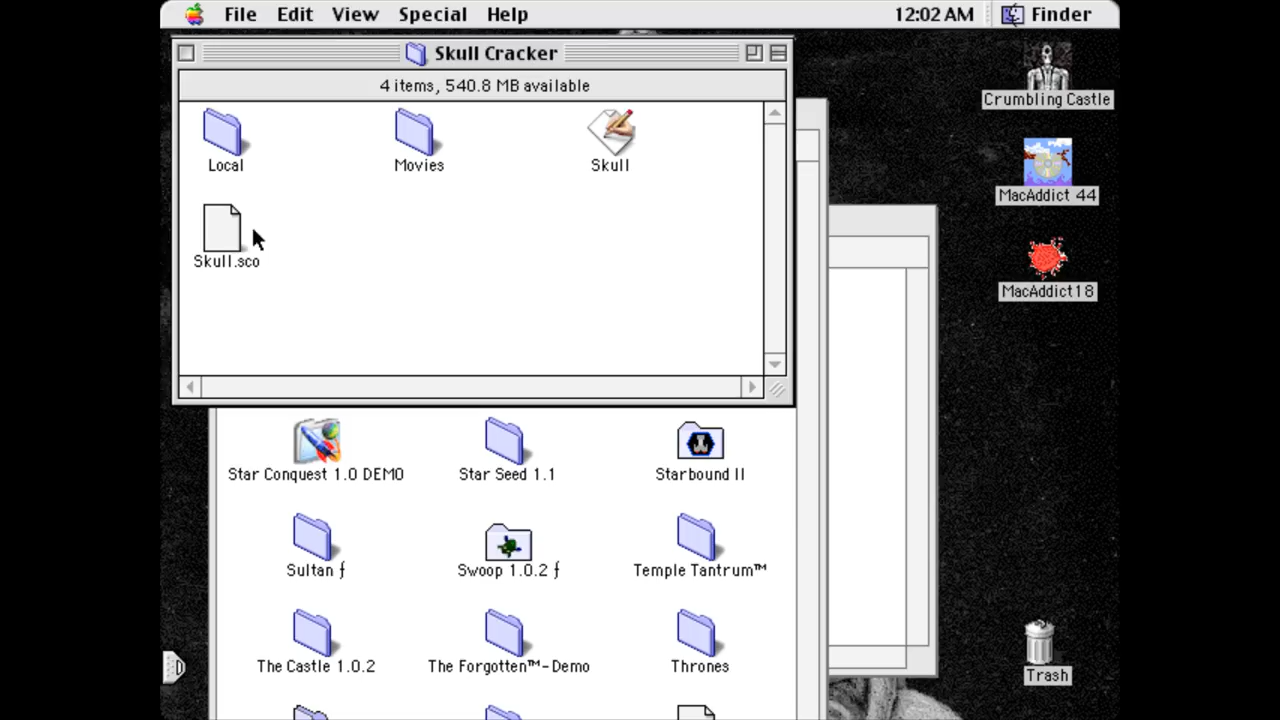 File Edit View Special Help 12:02 AM Finder
Skull Cracker
4 items, 540.8 MB available
Local Movies Skull
Skull.sco
Crumbling Castle
MacAddict 44
MacAddict18
Star Conquest 1.0 DEMO Star Seed 1.1 Starbound II
Sultan ƒ Swoop 1.0.2 ƒ Temple Tantrum™
The Castle 1.0.2 The Forgotten™-Demo Thrones
Trash